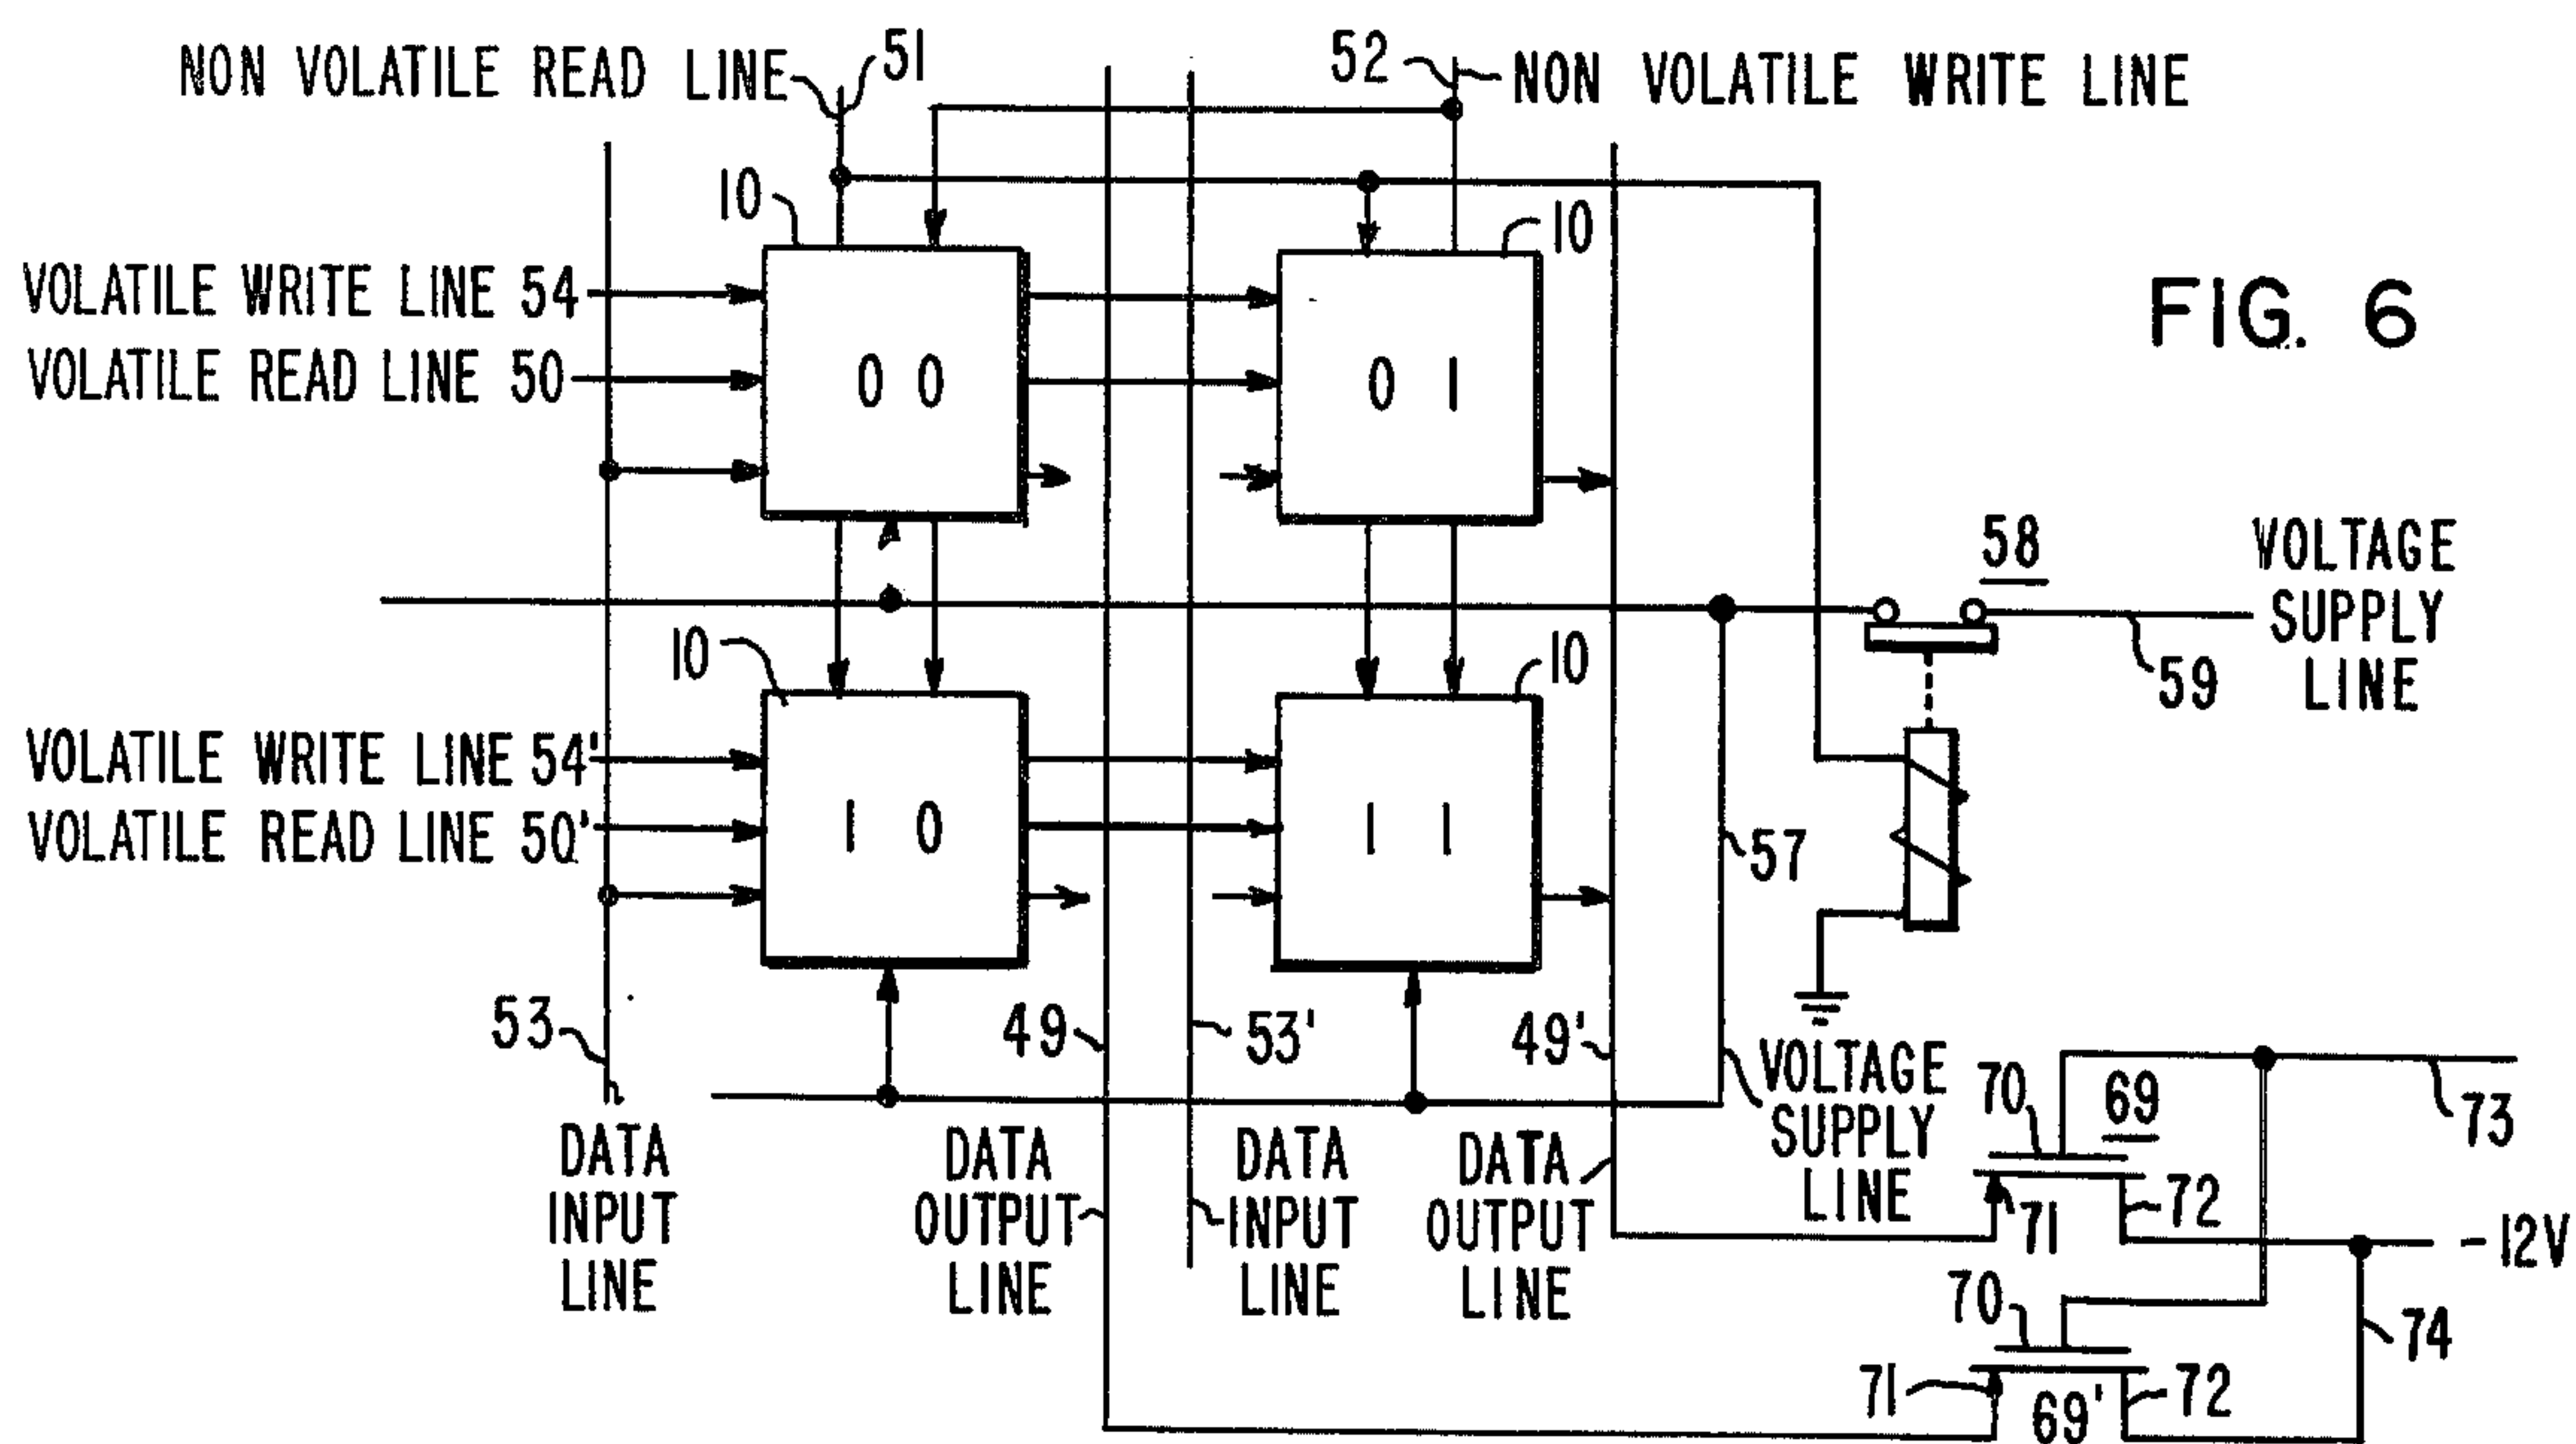 NON VOLATILE READ LINE 51
52 NON VOLATILE WRITE LINE
10
10
VOLATILE WRITE LINE 54
VOLATILE READ LINE 50
0 0
0 1
FIG. 6
58
VOLTAGE
SUPPLY
LINE
59
10
10
VOLATILE WRITE LINE 54'
VOLATILE READ LINE 50'
1 0
1 1
57
53
49
53'
49'
DATA
INPUT
LINE
DATA
OUTPUT
LINE
DATA
INPUT
LINE
DATA
OUTPUT
LINE
VOLTAGE
SUPPLY
LINE
70
69
73
71
72
-12V
70
74
71
69'
72